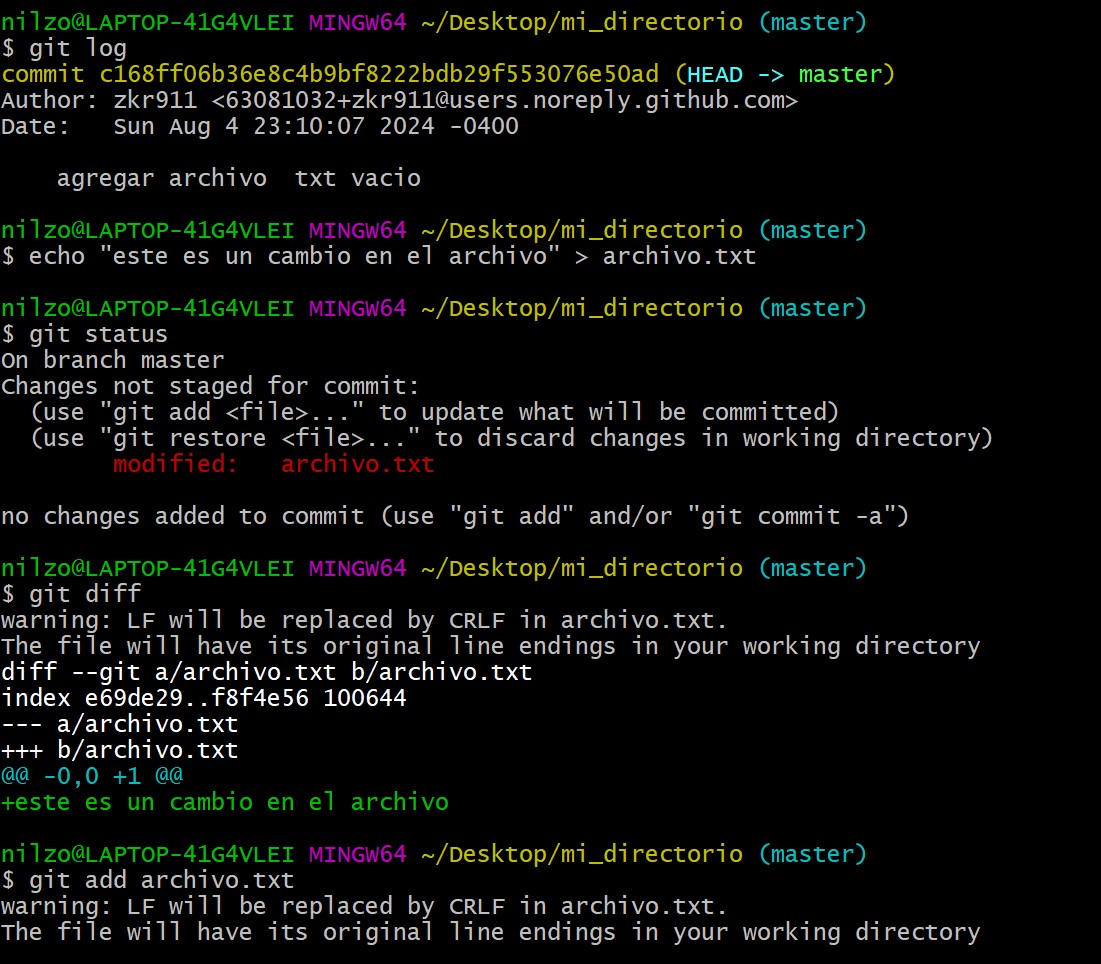 nilzo@LAPTOP-41G4VLEI MINGW64 ~/Desktop/mi_directorio (master)
$ git log
commit c168ff06b36e8c4b9bf8222bdb29f553076e50ad (HEAD -> master)
Author: zkr911 <63081032+zkr911@users.noreply.github.com>
Date:   Sun Aug 4 23:10:07 2024 -0400

    agregar archivo  txt vacio

nilzo@LAPTOP-41G4VLEI MINGW64 ~/Desktop/mi_directorio (master)
$ echo "este es un cambio en el archivo" > archivo.txt

nilzo@LAPTOP-41G4VLEI MINGW64 ~/Desktop/mi_directorio (master)
$ git status
On branch master
Changes not staged for commit:
  (use "git add <file>..." to update what will be committed)
  (use "git restore <file>..." to discard changes in working directory)
        modified:   archivo.txt

no changes added to commit (use "git add" and/or "git commit -a")

nilzo@LAPTOP-41G4VLEI MINGW64 ~/Desktop/mi_directorio (master)
$ git diff
warning: LF will be replaced by CRLF in archivo.txt.
The file will have its original line endings in your working directory
diff --git a/archivo.txt b/archivo.txt
index e69de29..f8f4e56 100644
--- a/archivo.txt
+++ b/archivo.txt
@@ -0,0 +1 @@
+este es un cambio en el archivo

nilzo@LAPTOP-41G4VLEI MINGW64 ~/Desktop/mi_directorio (master)
$ git add archivo.txt
warning: LF will be replaced by CRLF in archivo.txt.
The file will have its original line endings in your working directory